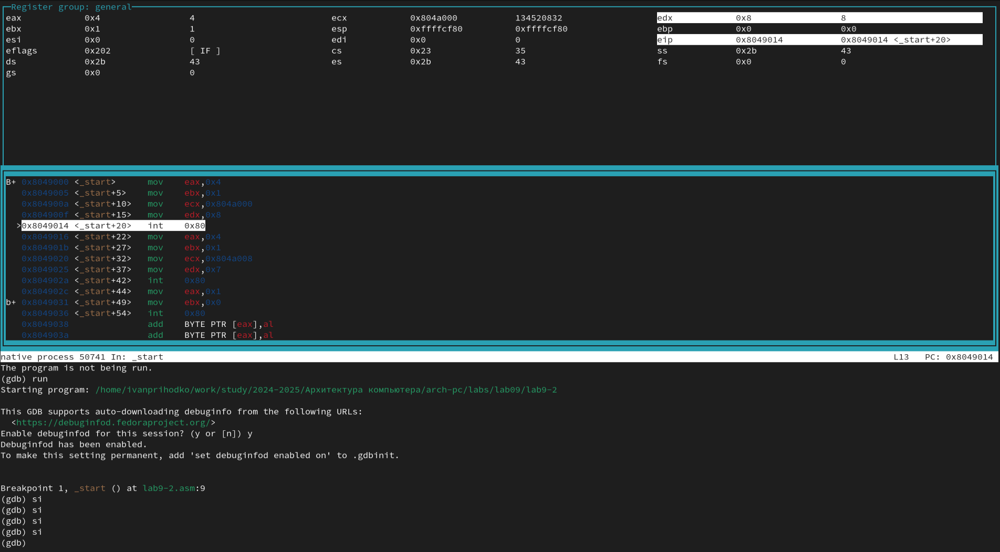 Register group: general
eax 0x4 4 ecx 0x804a000 134520832 edx 0x8 8
ebx 0x1 1 esp 0xffffcf80 0xffffcf80 ebp 0x0 0x0
esi 0x0 0 edi 0x0 0 eip 0x8049014 0x8049014 <_start+20>
eflags 0x202 [ IF ] cs 0x23 35 ss 0x2b 43
ds 0x2b 43 es 0x2b 43 fs 0x0 0
gs 0x0 0
B+ 0x8049000 <_start> mov eax,0x4
0x8049005 <_start+5> mov ebx,0x1
0x804900a <_start+10> mov ecx,0x804a000
0x804900f <_start+15> mov edx,0x8
>0x8049014 <_start+20> int 0x80
0x8049016 <_start+22> mov eax,0x4
0x804901b <_start+27> mov ebx,0x1
0x8049020 <_start+32> mov ecx,0x804a008
0x8049025 <_start+37> mov edx,0x7
0x804902a <_start+42> int 0x80
0x804902c <_start+44> mov eax,0x1
b+ 0x8049031 <_start+49> mov ebx,0x0
0x8049036 <_start+54> int 0x80
0x8049038 add BYTE PTR [eax],al
0x804903a add BYTE PTR [eax],al
native process 50741 In: _start L13 PC: 0x8049014
The program is not being run.
(gdb) run
Starting program: /home/ivanprihodko/work/study/2024-2025/Архитектура компьютера/arch-pc/labs/lab09/lab9-2
This GDB supports auto-downloading debuginfo from the following URLs:
<https://debuginfod.fedoraproject.org/>
Enable debuginfod for this session? (y or [n]) y
Debuginfod has been enabled.
To make this setting permanent, add 'set debuginfod enabled on' to .gdbinit.
Breakpoint 1, _start () at lab9-2.asm:9
(gdb) si
(gdb) si
(gdb) si
(gdb) si
(gdb)